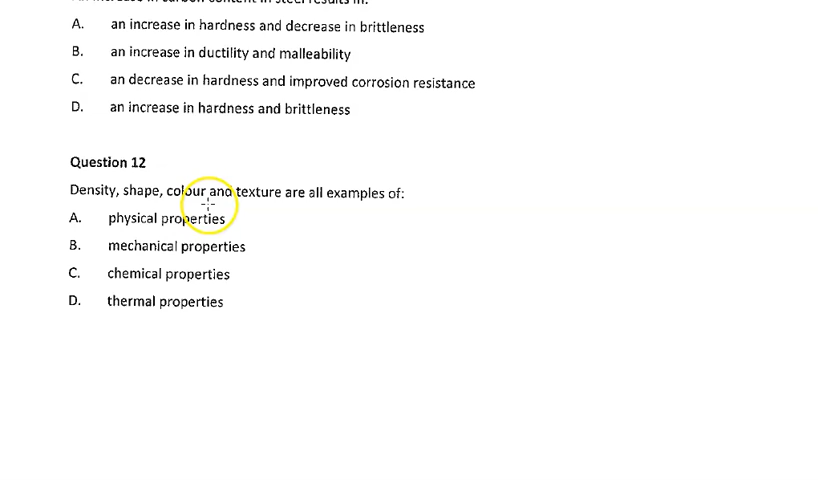 A. an increase in hardness and decrease in brittleness
B. an increase in ductility and malleability
C. an decrease in hardness and improved corrosion resistance
D. an increase in hardness and brittleness
Question 12
Density, shape, colour and texture are all examples of:
A. physical properties
B. mechanical properties
C. chemical properties
D. thermal properties